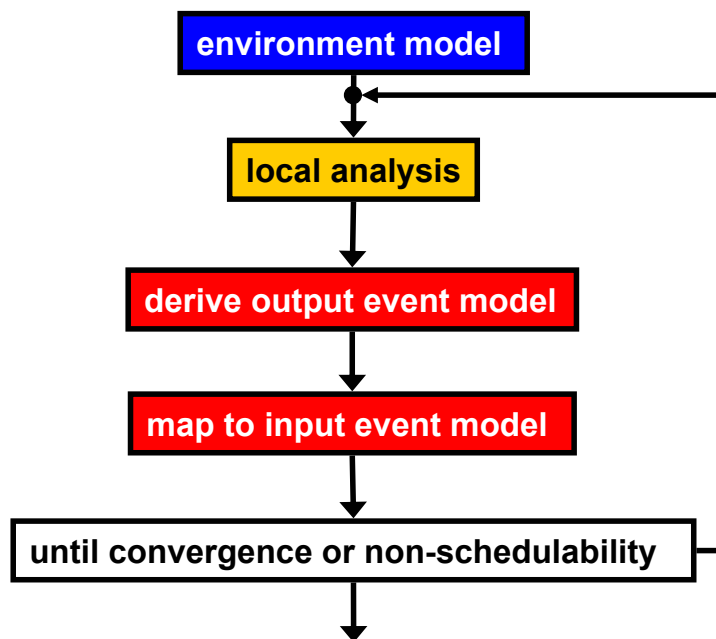 environment model
local analysis
derive output event model
map to input event model
until convergence or non-schedulability